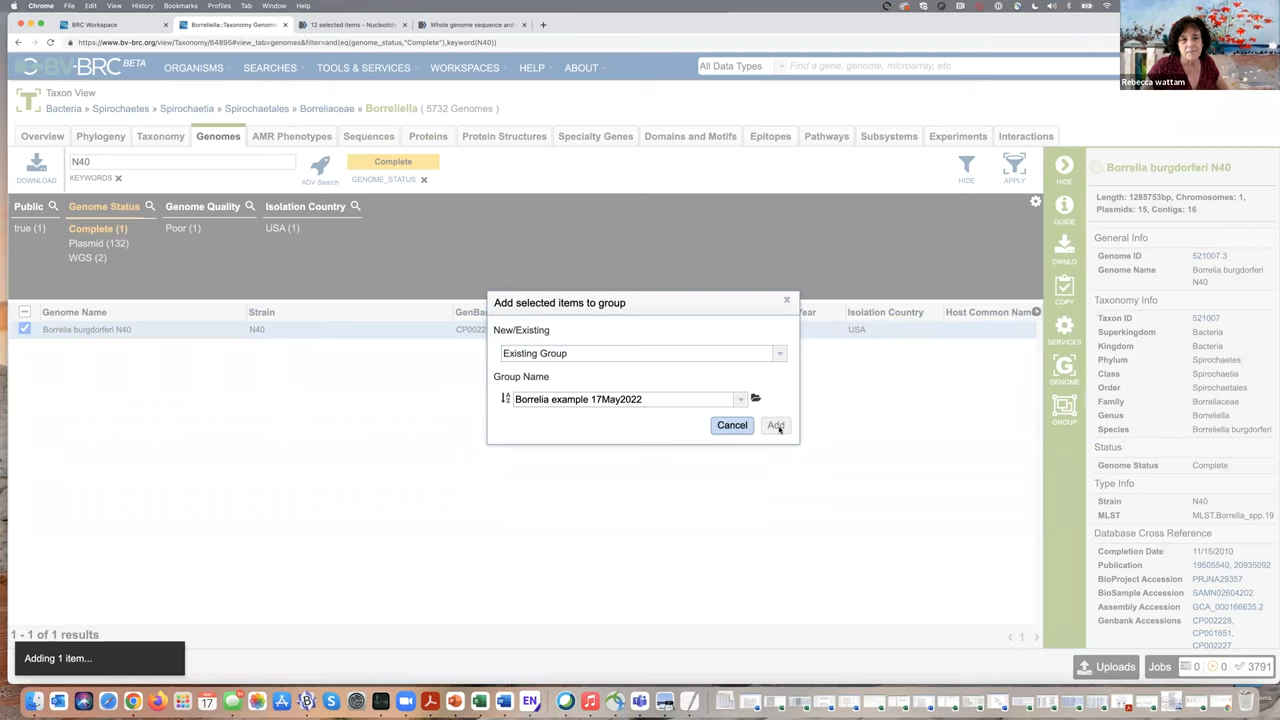 Chrome File Edit View History Bookmarks Profiles Tab Window Help
BRC Workspace
Borreliella::Taxonomy Genome
12 selected items - Nucleotide
Whole genome sequence and
https://www.bv-brc.org/view/Taxonomy/64895#view_tab=genomes&filter=and(eq(genome_status,"Complete"),keyword(N40))
BV-BRC BETA
ORGANISMS SEARCHES TOOLS & SERVICES WORKSPACES HELP ABOUT
All Data Types Find a gene, genome, microarray, etc
Rebecca wattam
Taxon View
Bacteria » Spirochaetes » Spirochaetia » Spirochaetales » Borreliaceae » Borreliella ( 5732 Genomes )
Overview Phylogeny Taxonomy Genomes AMR Phenotypes Sequences Proteins Protein Structures Specialty Genes Domains and Motifs Epitopes Pathways Subsystems Experiments Interactions
DOWNLOAD
N40
KEYWORDS
ADV Search
Complete
GENOME_STATUS
HIDE
APPLY
Public Genome Status Genome Quality Isolation Country
true (1) Complete (1) Poor (1) USA (1)
Plasmid (132)
WGS (2)
Genome Name Strain GenBa Year Isolation Country Host Common Name
Borrelia burgdorferi N40 N40 CP0022 USA
Add selected items to group
New/Existing
Existing Group
Group Name
Borrelia example 17May2022
Cancel Add
HIDE
GUIDE
DWNLD
COPY
SERVICES
GENOME
GROUP
Borrelia burgdorferi N40
Length: 1285753bp, Chromosomes: 1,
Plasmids: 15, Contigs: 16
General Info
Genome ID 521007.3
Genome Name Borrelia burgdorferi
N40
Taxonomy Info
Taxon ID 521007
Superkingdom Bacteria
Kingdom Bacteria
Phylum Spirochaetes
Class Spirochaetia
Order Spirochaetales
Family Borreliaceae
Genus Borreliella
Species Borreliella burgdorferi
Status
Genome Status Complete
Type Info
Strain N40
MLST MLST.Borrelia_spp.19
Database Cross Reference
Completion Date 11/15/2010
Publication 19505540, 20935092
BioProject Accession PRJNA29357
BioSample Accession SAMN02604202
Assembly Accession GCA_000166635.2
Genbank Accessions CP002228,
CP001651,
CP002227
1 - 1 of 1 results
1
Adding 1 item...
Uploads Jobs 0 0 3791